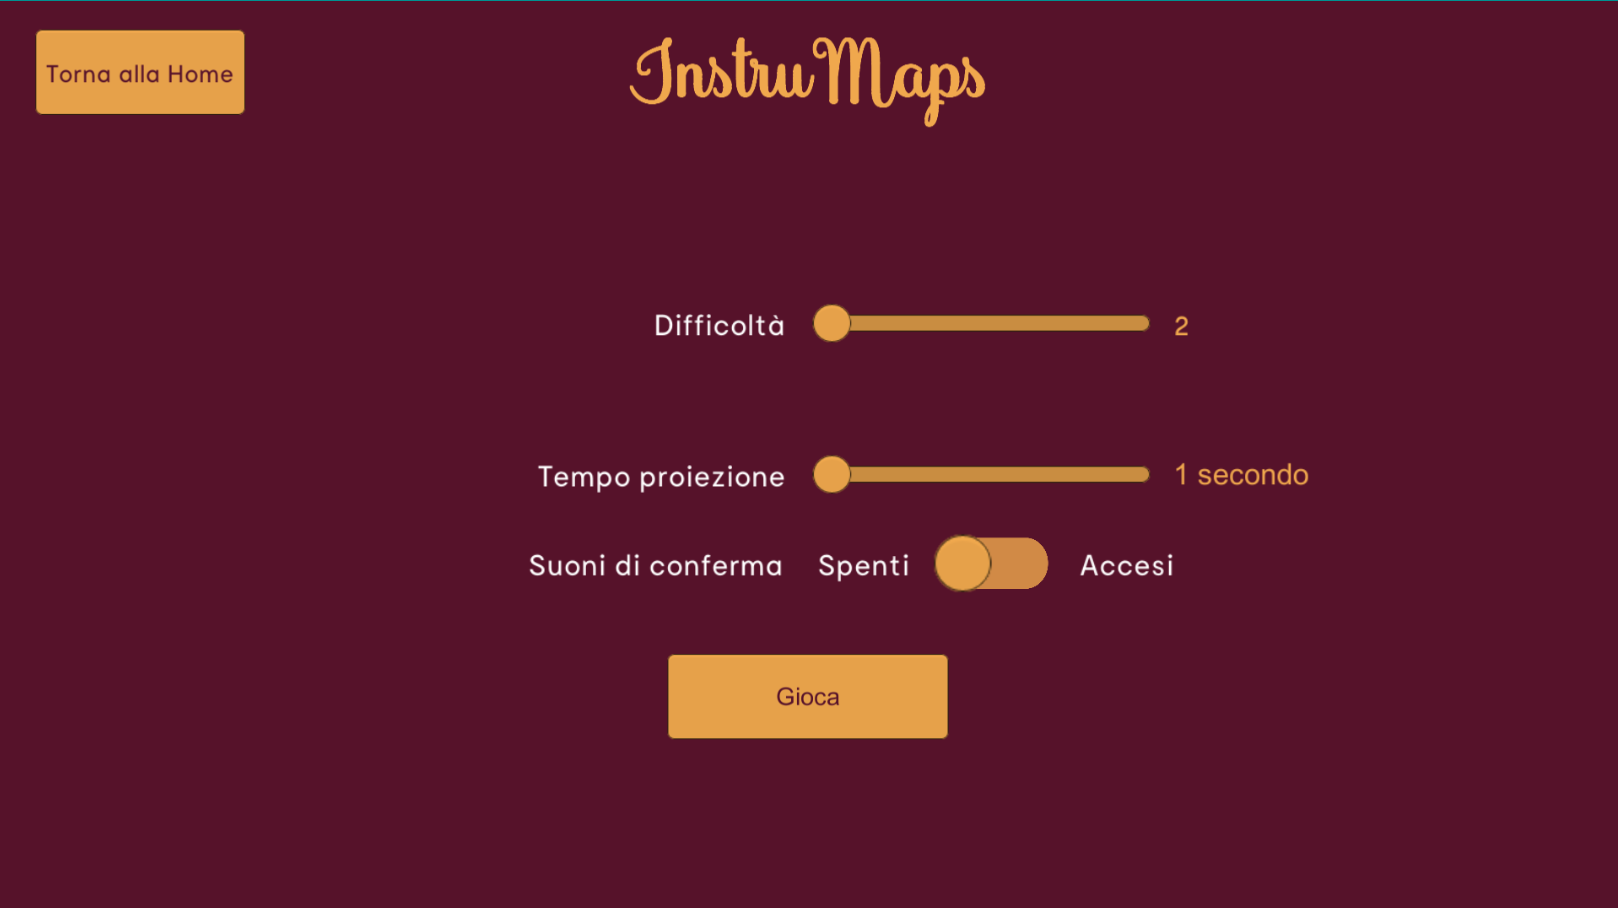 Torna alla Home
InstruMaps
Difficoltà 2
Tempo proiezione 1 secondo
Suoni di conferma Spenti Accesi
Gioca